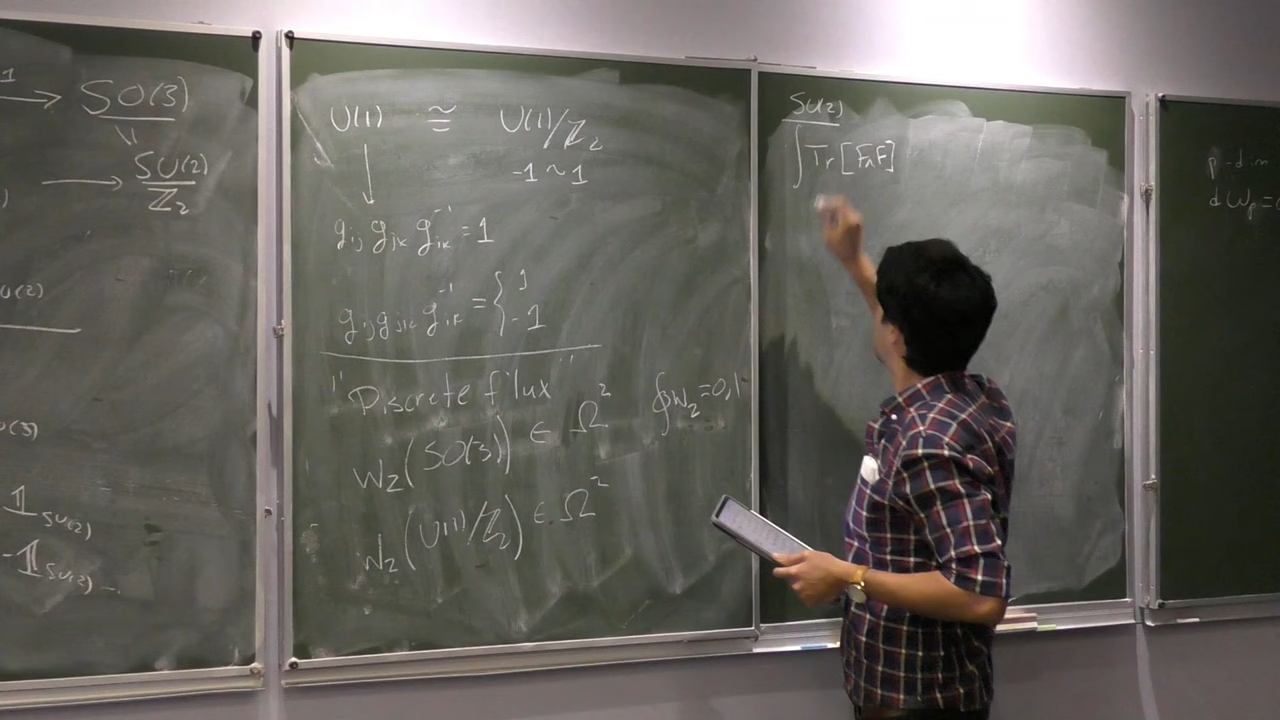 1 → SO(3)
=
→ SU(2)/ℤ₂
U(2)
O(3)
𝟙_SU(2)
-𝟙_SU(2)
U(1) ≅ U(1)/ℤ₂
-1 ~ 1
g_ij g_jk g_ik^-1 = 1
g_ij g_jk g_ik^-1 = { 1
-1
"Discrete flux"
w₂(SO(3)) ∈ Ω² ∮w₂=0,1
w₂(U(1)/ℤ₂) ∈ Ω²
SU(2)
∫Tr[F∧F]
p-dim
dW_p=